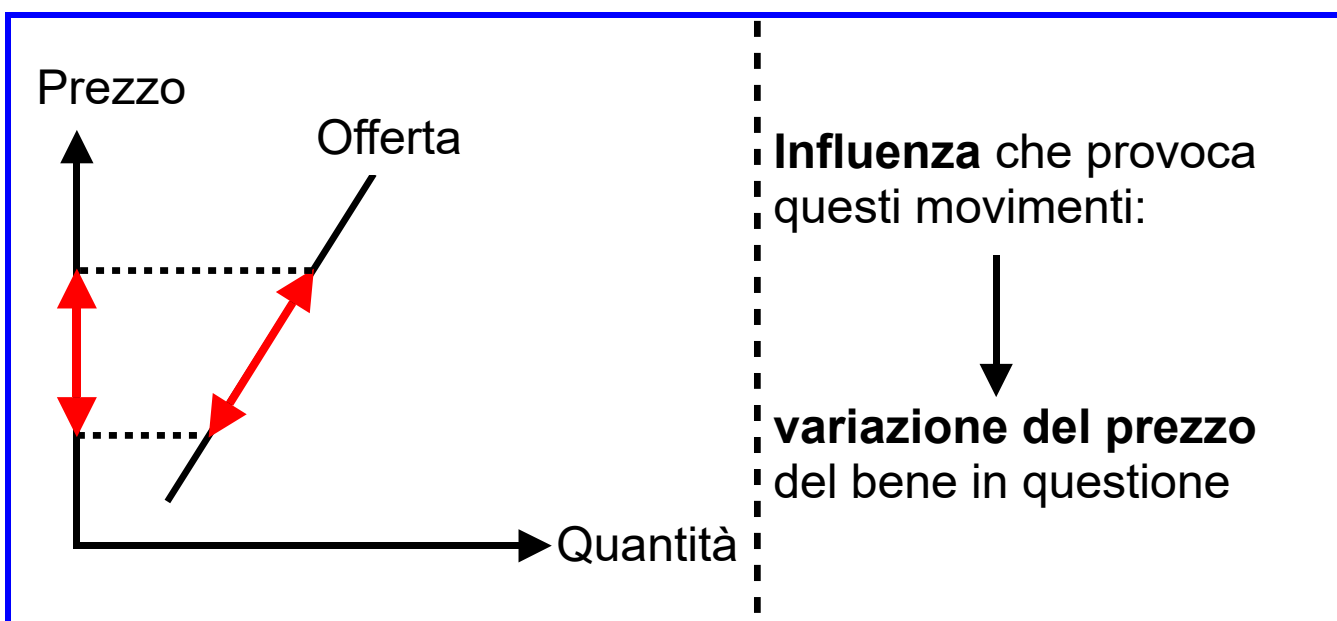 Prezzo
Offerta
Quantità
Influenza che provoca
questi movimenti:
variazione del prezzo
del bene in questione